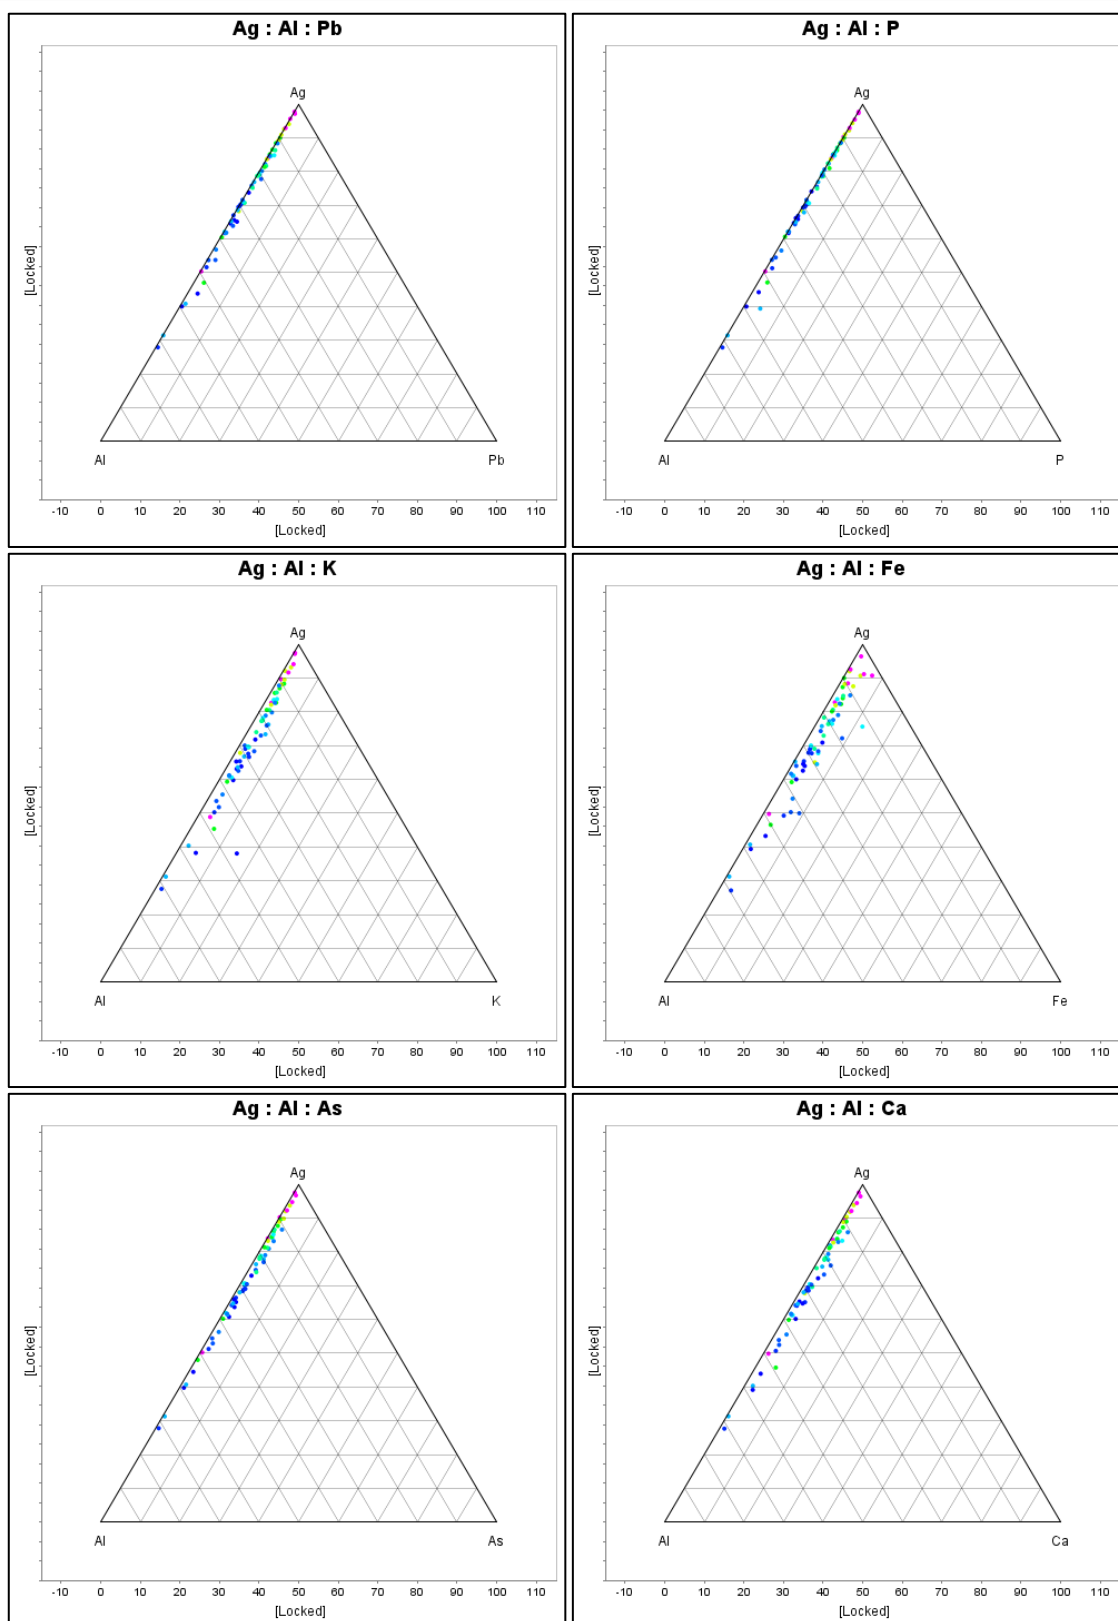 Ag : Al : Pb
Ag
[Locked]
Al
Pb
-10 0 10 20 30 40 50 60 70 80 90 100 110
[Locked]
Ag : Al : P
Ag
[Locked]
Al
P
-10 0 10 20 30 40 50 60 70 80 90 100 110
[Locked]
Ag : Al : K
Ag
[Locked]
Al
K
-10 0 10 20 30 40 50 60 70 80 90 100 110
[Locked]
Ag : Al : Fe
Ag
[Locked]
Al
Fe
-10 0 10 20 30 40 50 60 70 80 90 100 110
[Locked]
Ag : Al : As
Ag
[Locked]
Al
As
-10 0 10 20 30 40 50 60 70 80 90 100 110
[Locked]
Ag : Al : Ca
Ag
[Locked]
Al
Ca
-10 0 10 20 30 40 50 60 70 80 90 100 110
[Locked]